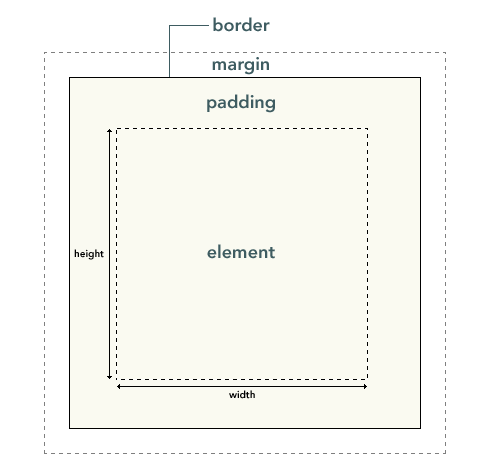 border
margin
padding
element
height
width